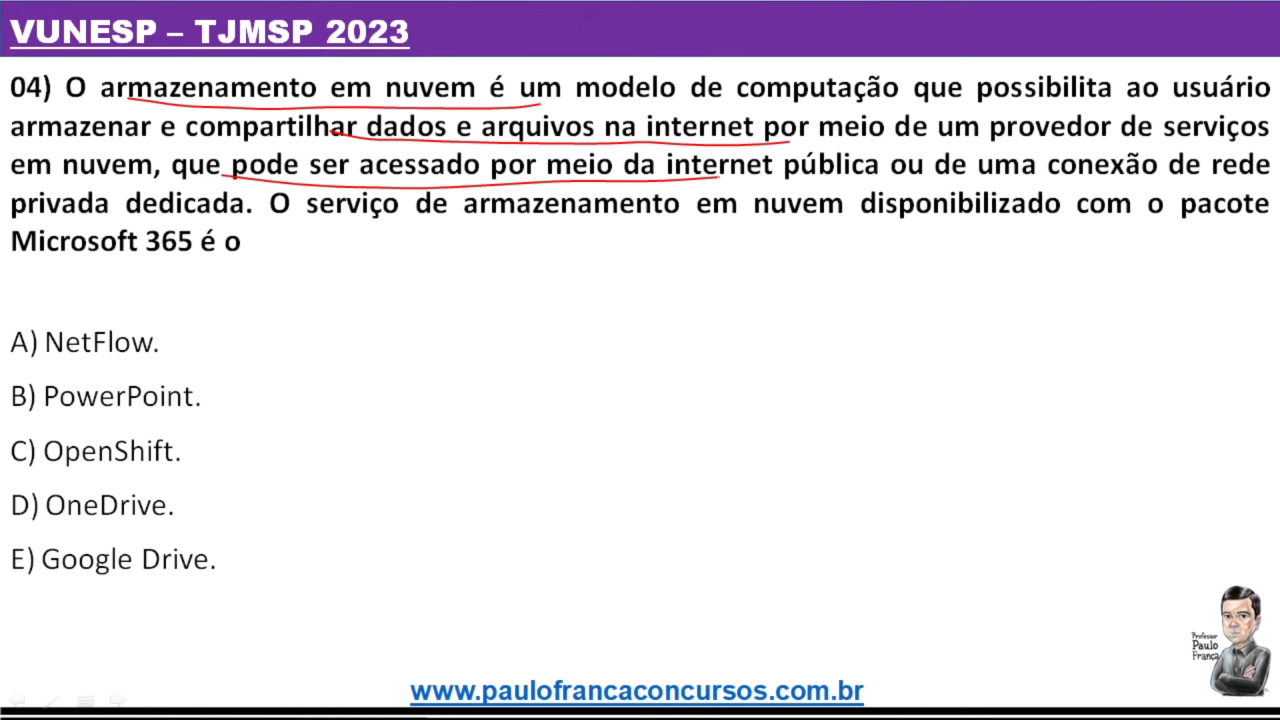 VUNESP – TJMSP 2023
04) O armazenamento em nuvem é um modelo de computação que possibilita ao usuário
armazenar e compartilhar dados e arquivos na internet por meio de um provedor de serviços
em nuvem, que pode ser acessado por meio da internet pública ou de uma conexão de rede
privada dedicada. O serviço de armazenamento em nuvem disponibilizado com o pacote
Microsoft 365 é o
A) NetFlow.
B) PowerPoint.
C) OpenShift.
D) OneDrive.
E) Google Drive.
Professor
Paulo
França
www.paulofrancaconcursos.com.br